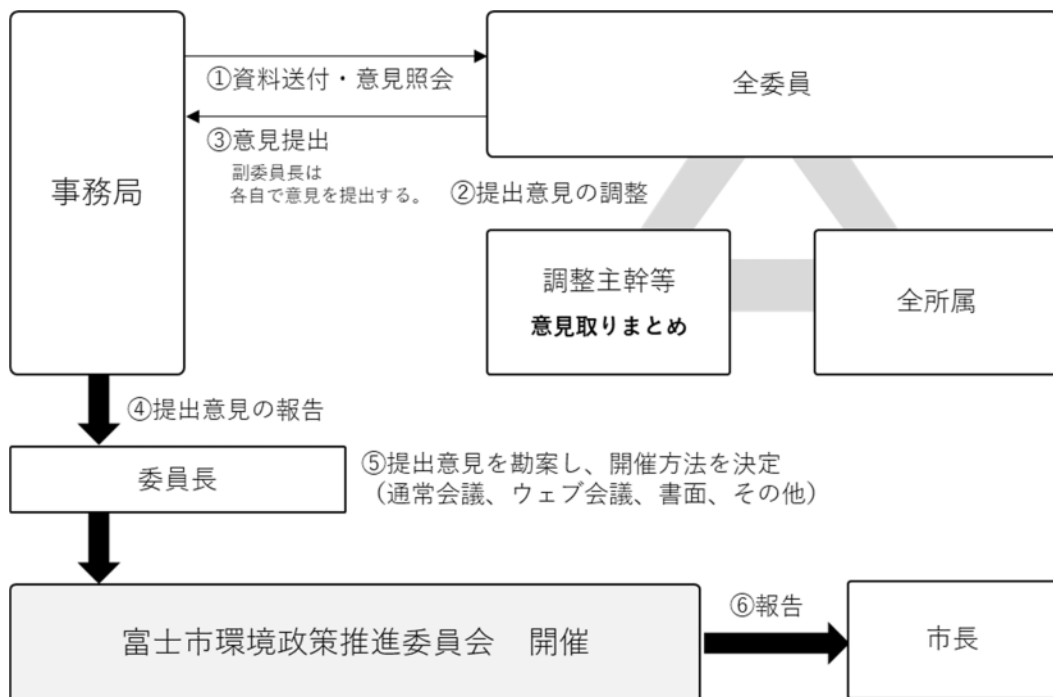 事務局
①資料送付・意見照会
全委員
③意見提出
副委員長は
各自で意見を提出する。
②提出意見の調整
調整主幹等
意見取りまとめ
全所属
④提出意見の報告
委員長
⑤提出意見を勘案し、開催方法を決定
（通常会議、ウェブ会議、書面、その他）
富士市環境政策推進委員会　開催
⑥報告
市長